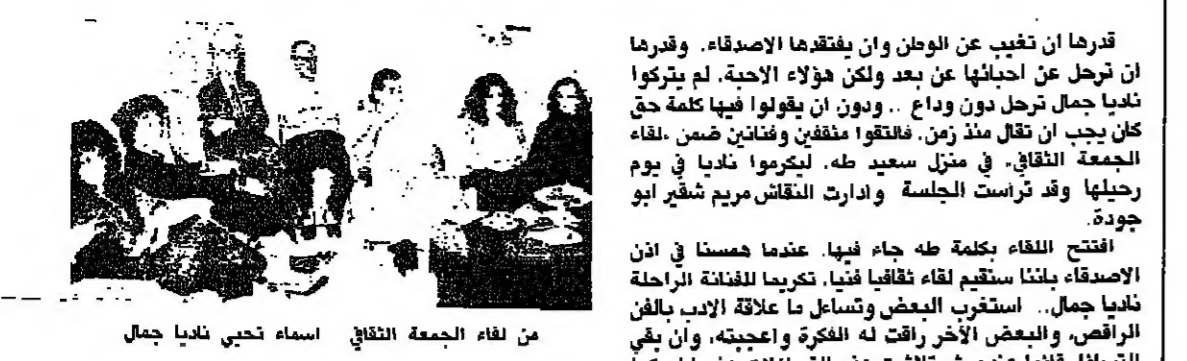 قدرها ان تغيب عن الوطن وان يفتقدها الاصدقاء. وقدرها
ان ترحل عن احبائها عن بعد ولكن هؤلاء الاحبة، لم يتركوا
ناديا جمال ترحل دون وداع .. ودون ان يقولوا فيها كلمة حق
كان يجب ان تقال منذ زمن. فالتقوا مثقفين وفنانين ضمن «لقاء
الجمعة الثقافي» في منزل سعيد طه، ليكرموا ناديا في يوم
رحيلها وقد ترأست الجلسة وادارت النقاش مريم شقير ابو
جودة.
افتتح اللقاء بكلمة طه جاء فيها. عندما همسنا في اذن
الاصدقاء باننا سنقيم لقاء ثقافيا فنيا، تكريما للفنانة الراحلة
ناديا جمال.. استغرب البعض وتساءل ما علاقة الادب بالفن
الراقص، والبعض الآخر راقت له الفكرة واعجبته، وان بقي
من لقاء الجمعة الثقافي اسماء تحيي ناديا جمال